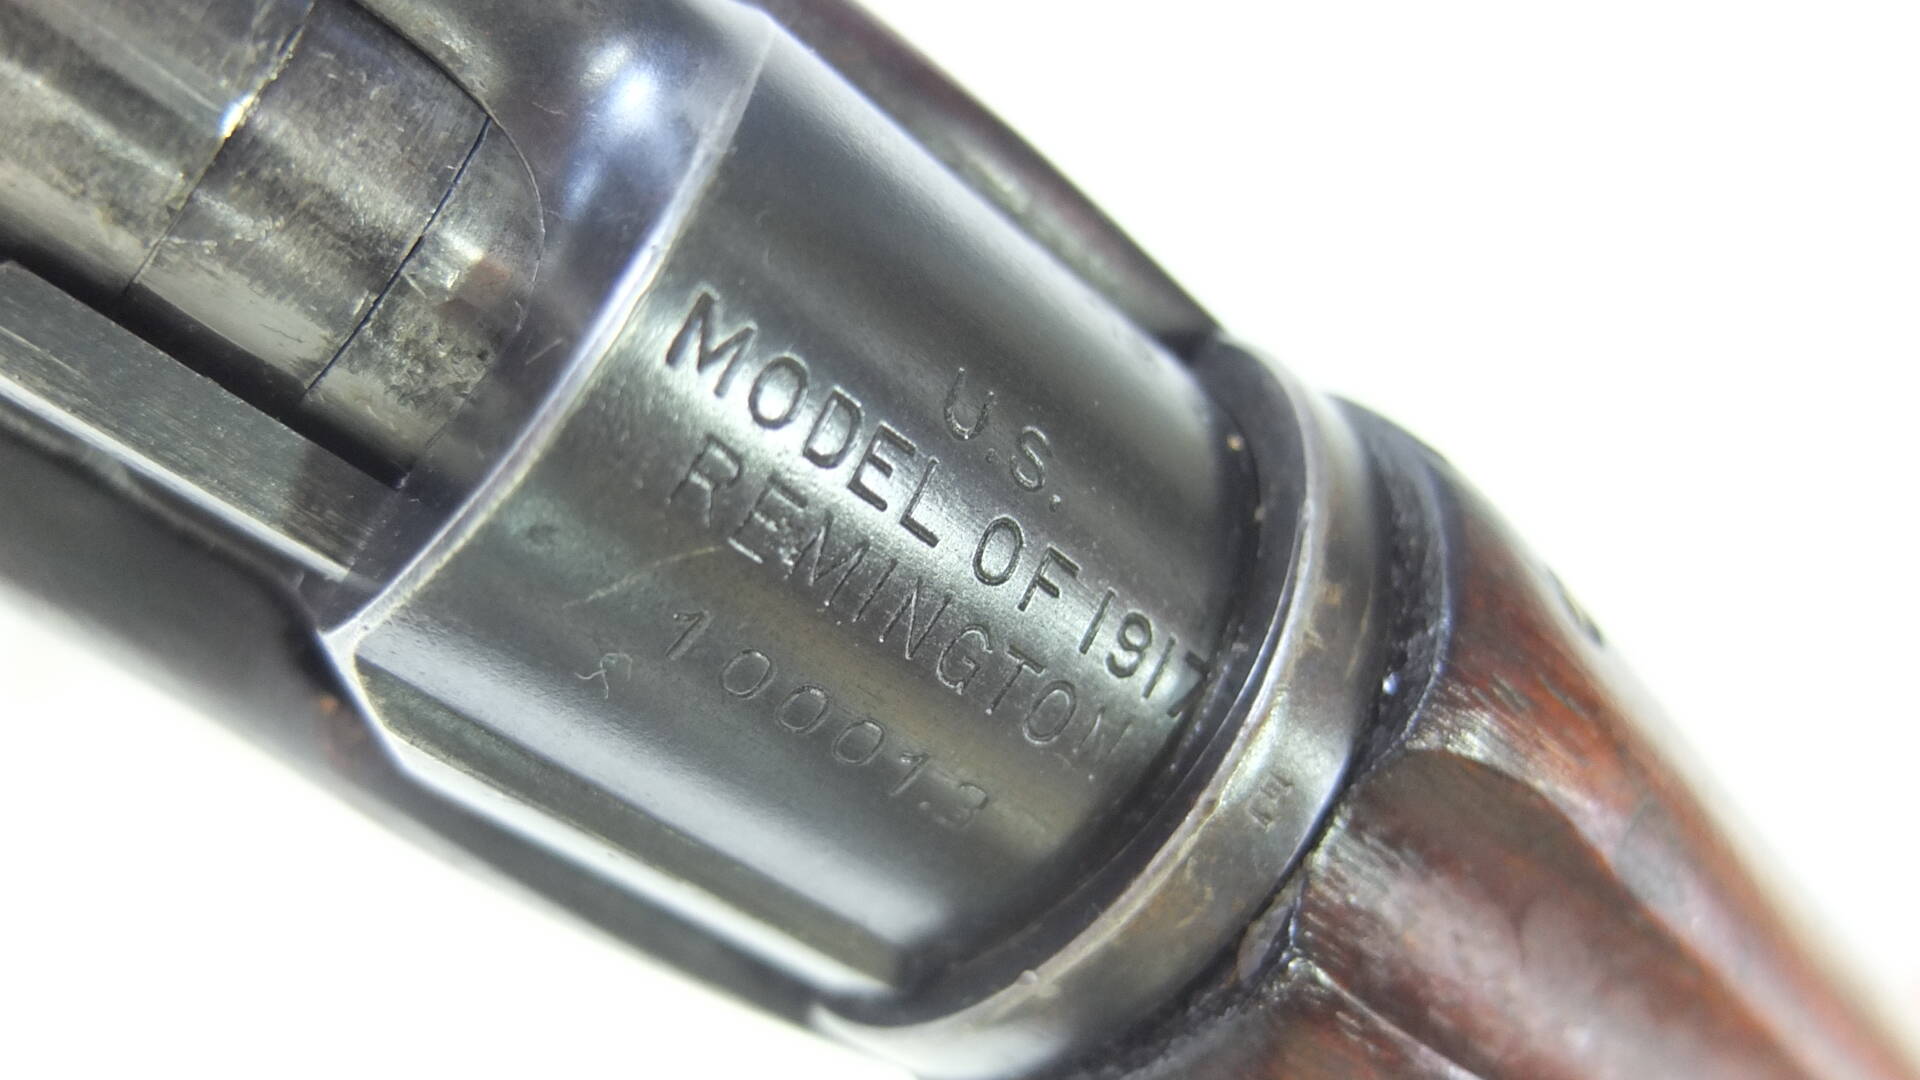 U.S.
MODEL OF 1917
REMINGTON
100013
E